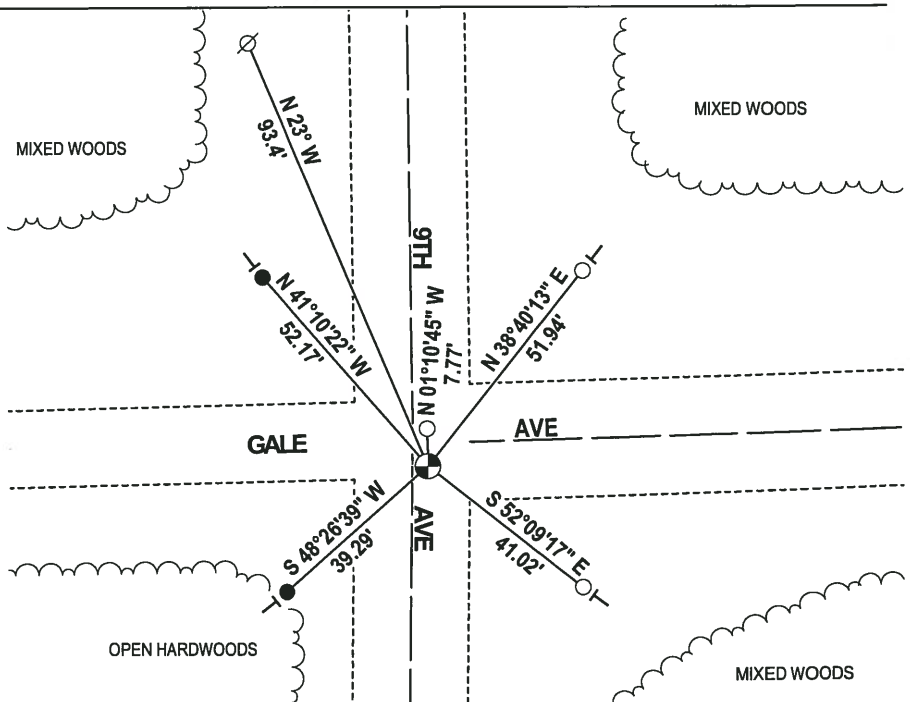 MIXED WOODS
MIXED WOODS
N 23° W
93.4'
9TH
N 41°10'22" W
52.17'
N 01°10'45" W
7.77'
N 38°40'13" E
51.94'
GALE
AVE
S 48°26'39" W
39.29'
AVE
S 52°09'17" E
41.02'
OPEN HARDWOODS
MIXED WOODS